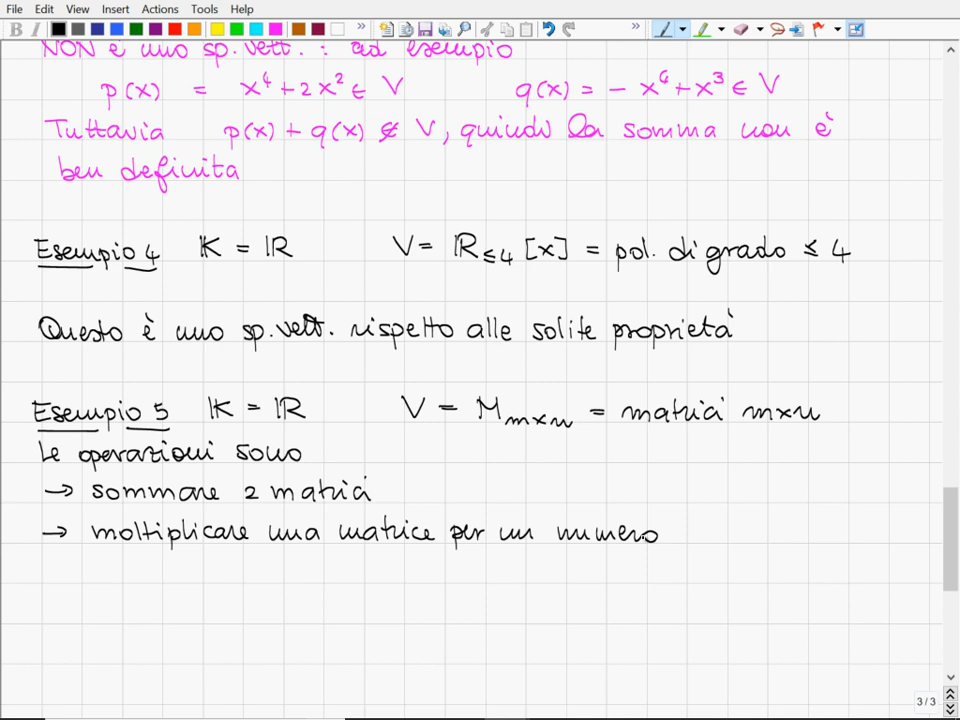 File Edit View Insert Actions Tools Help
NON è uno sp. vett. : ad esempio
p(x) = x⁴+2x² ∈ V q(x) = - x⁴+x³ ∈ V
Tuttavia p(x) + q(x) ∉ V, quindi la somma non è
ben definita
Esempio 4 K = R V = R≤4 [x] = pol. di grado ≤ 4
Questo è uno sp. vett. rispetto alle solite proprietà
Esempio 5 K = R V = Mm×n = matrici m×n
Le operazioni sono
→ sommare 2 matrici
→ moltiplicare una matrice per un numero
3 / 3